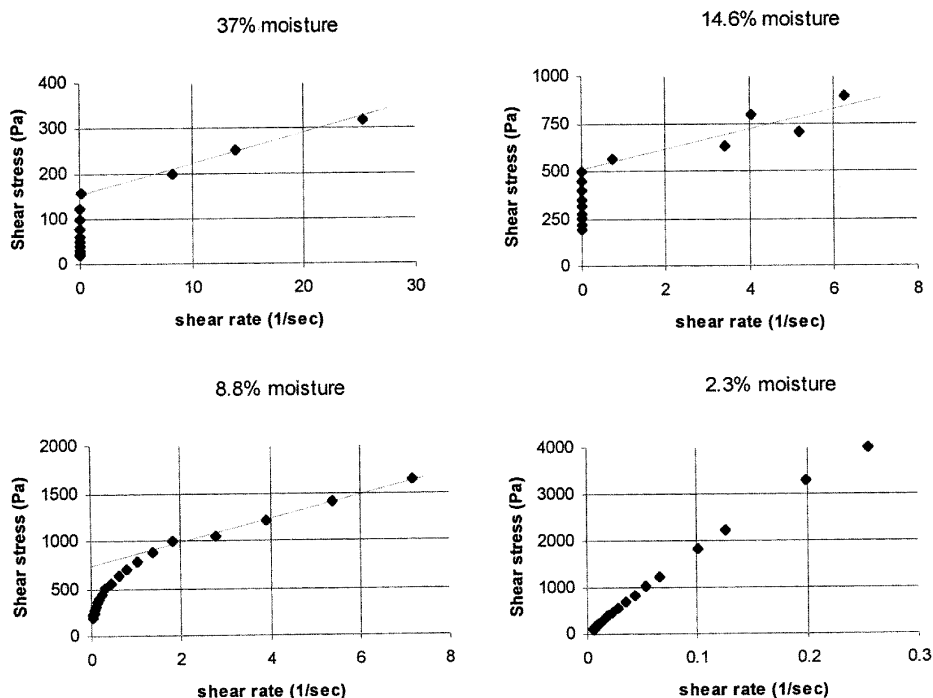 37% moisture
400
300
200
100
0
Shear stress (Pa)
0 10 20 30
shear rate (1/sec)
14.6% moisture
1000
750
500
250
0
Shear stress (Pa)
0 2 4 6 8
shear rate (1/sec)
8.8% moisture
2000
1500
1000
500
0
Shear stress (Pa)
0 2 4 6 8
shear rate (1/sec)
2.3% moisture
4000
3000
2000
1000
0
Shear stress (Pa)
0 0.1 0.2 0.3
shear rate (1/sec)